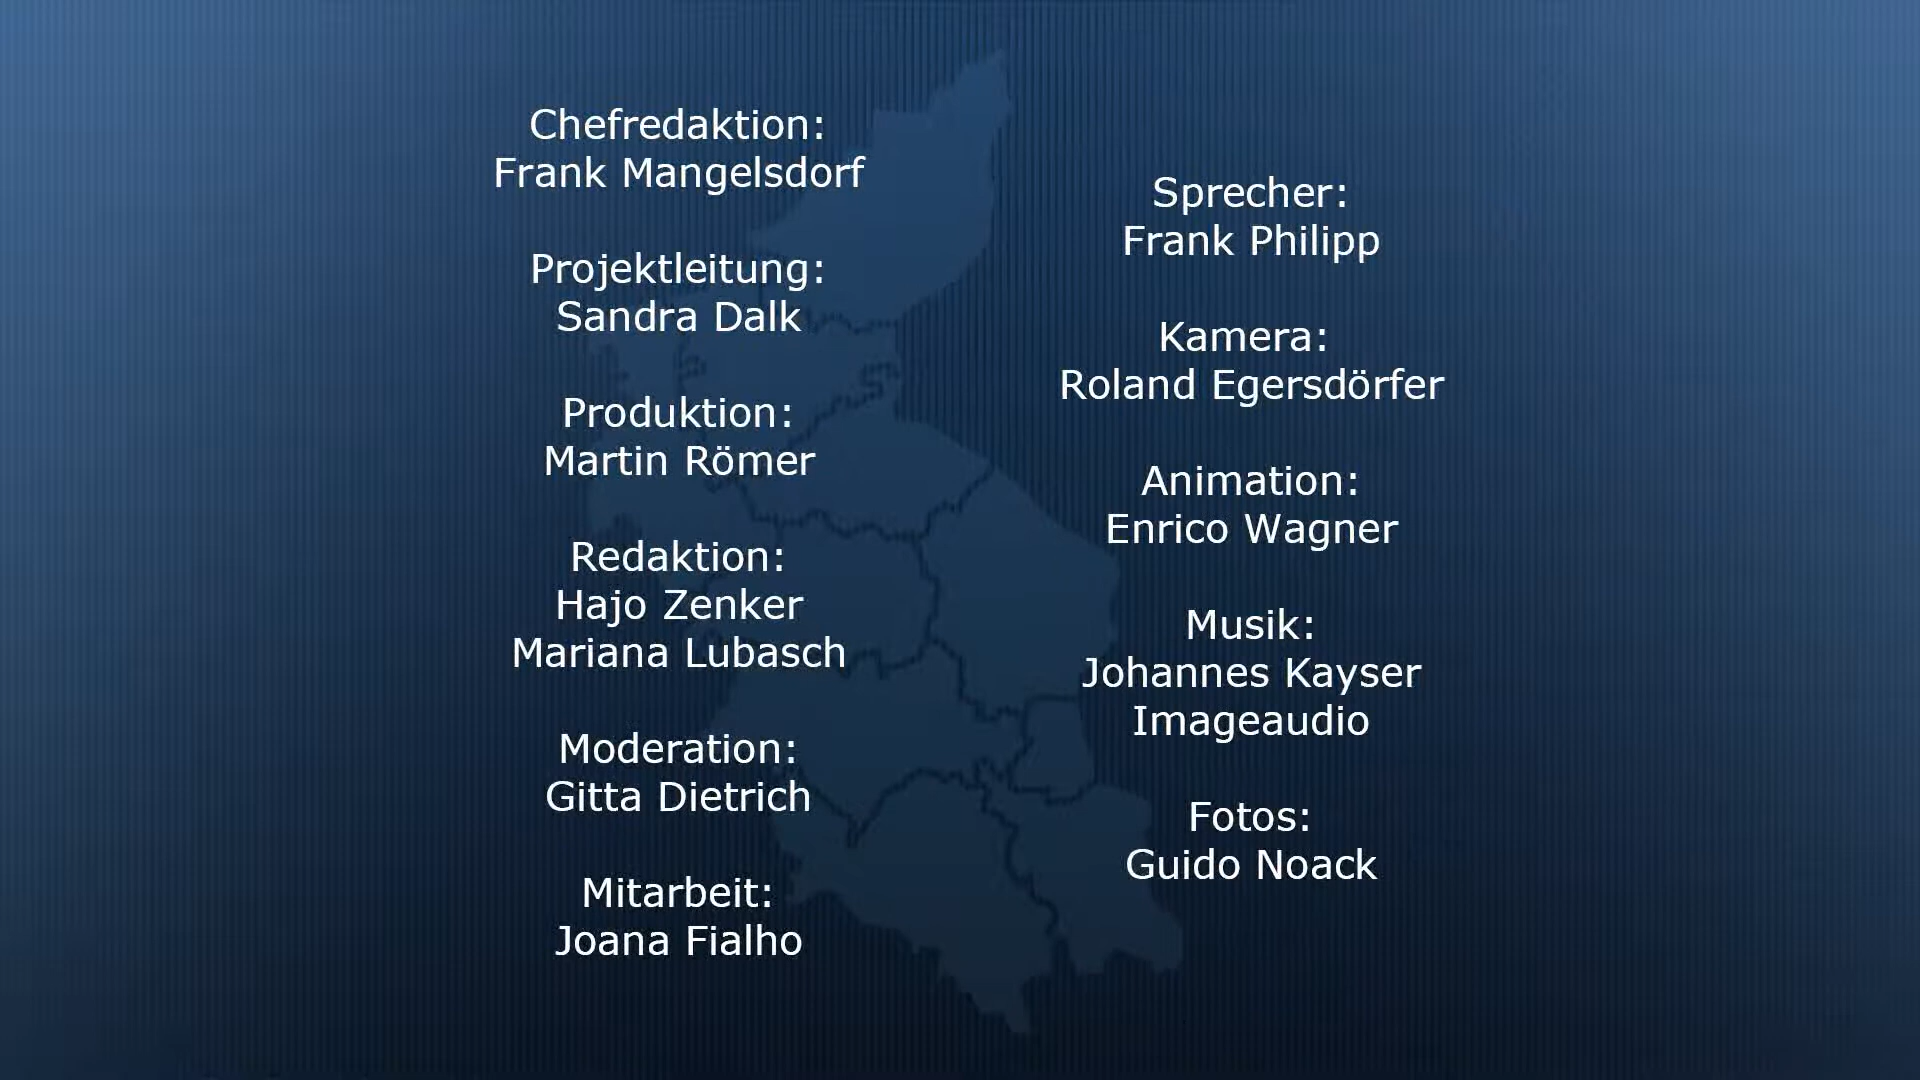 Chefredaktion:
Frank Mangelsdorf
Projektleitung:
Sandra Dalk
Produktion:
Martin Römer
Redaktion:
Hajo Zenker
Mariana Lubasch
Moderation:
Gitta Dietrich
Mitarbeit:
Joana Fialho
Sprecher:
Frank Philipp
Kamera:
Roland Egersdörfer
Animation:
Enrico Wagner
Musik:
Johannes Kayser
Imageaudio
Fotos:
Guido Noack